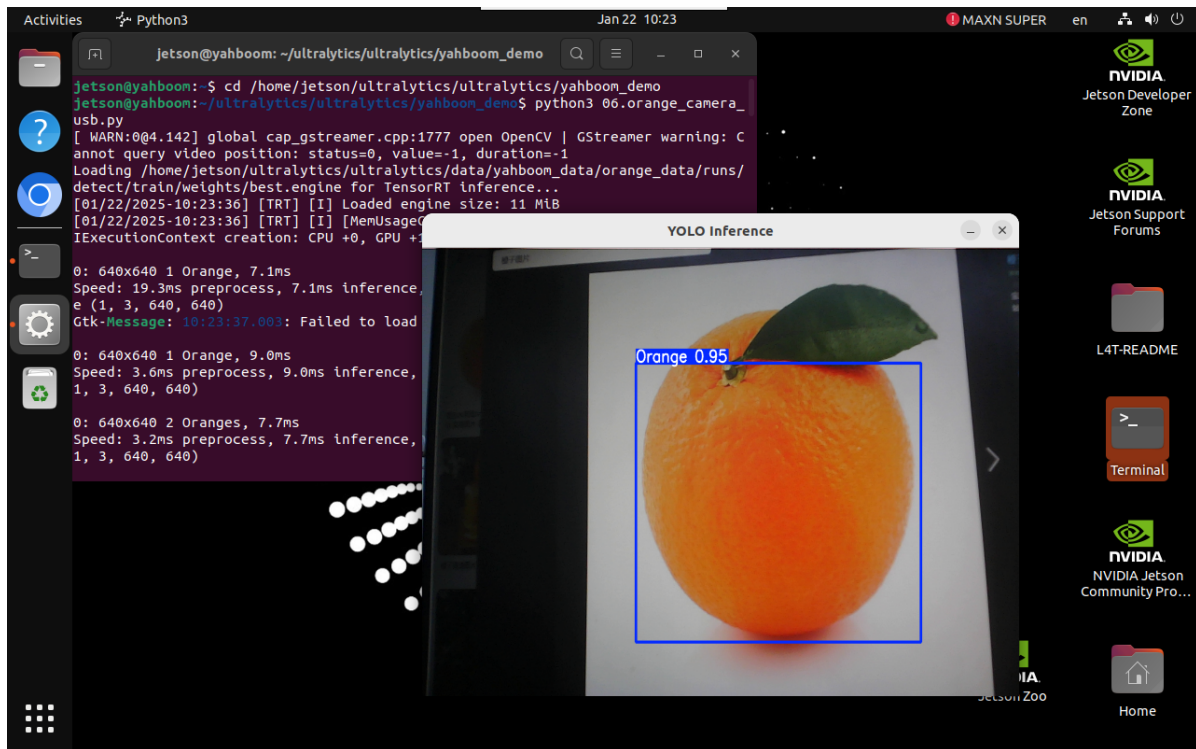 Activities
Python3
Jan 22 10:23
MAXN SUPER
en
jetson@yahboom: ~/ultralytics/ultralytics/yahboom_demo
jetson@yahboom:~$ cd /home/jetson/ultralytics/ultralytics/yahboom_demo
jetson@yahboom:~/ultralytics/ultralytics/yahboom_demo$ python3 06.orange_camera_
usb.py
[ WARN:0@4.142] global cap_gstreamer.cpp:1777 open OpenCV | GStreamer warning: C
annot query video position: status=0, value=-1, duration=-1
Loading /home/jetson/ultralytics/ultralytics/data/yahboom_data/orange_data/runs/
detect/train/weights/best.engine for TensorRT inference...
[01/22/2025-10:23:36] [TRT] [I] Loaded engine size: 11 MiB
[01/22/2025-10:23:36] [TRT] [I] [MemUsageC
IExecutionContext creation: CPU +0, GPU +1
0: 640x640 1 Orange, 7.1ms
Speed: 19.3ms preprocess, 7.1ms inference,
e (1, 3, 640, 640)
Gtk-Message: 10:23:37.003: Failed to load
0: 640x640 1 Orange, 9.0ms
Speed: 3.6ms preprocess, 9.0ms inference,
1, 3, 640, 640)
0: 640x640 2 Oranges, 7.7ms
Speed: 3.2ms preprocess, 7.7ms inference,
1, 3, 640, 640)
YOLO Inference
Orange 0.95
NVIDIA.
Jetson Developer
Zone
NVIDIA.
Jetson Support
Forums
L4T-README
Terminal
NVIDIA.
NVIDIA Jetson
Community Pro...
IA.
Jetson Zoo
Home